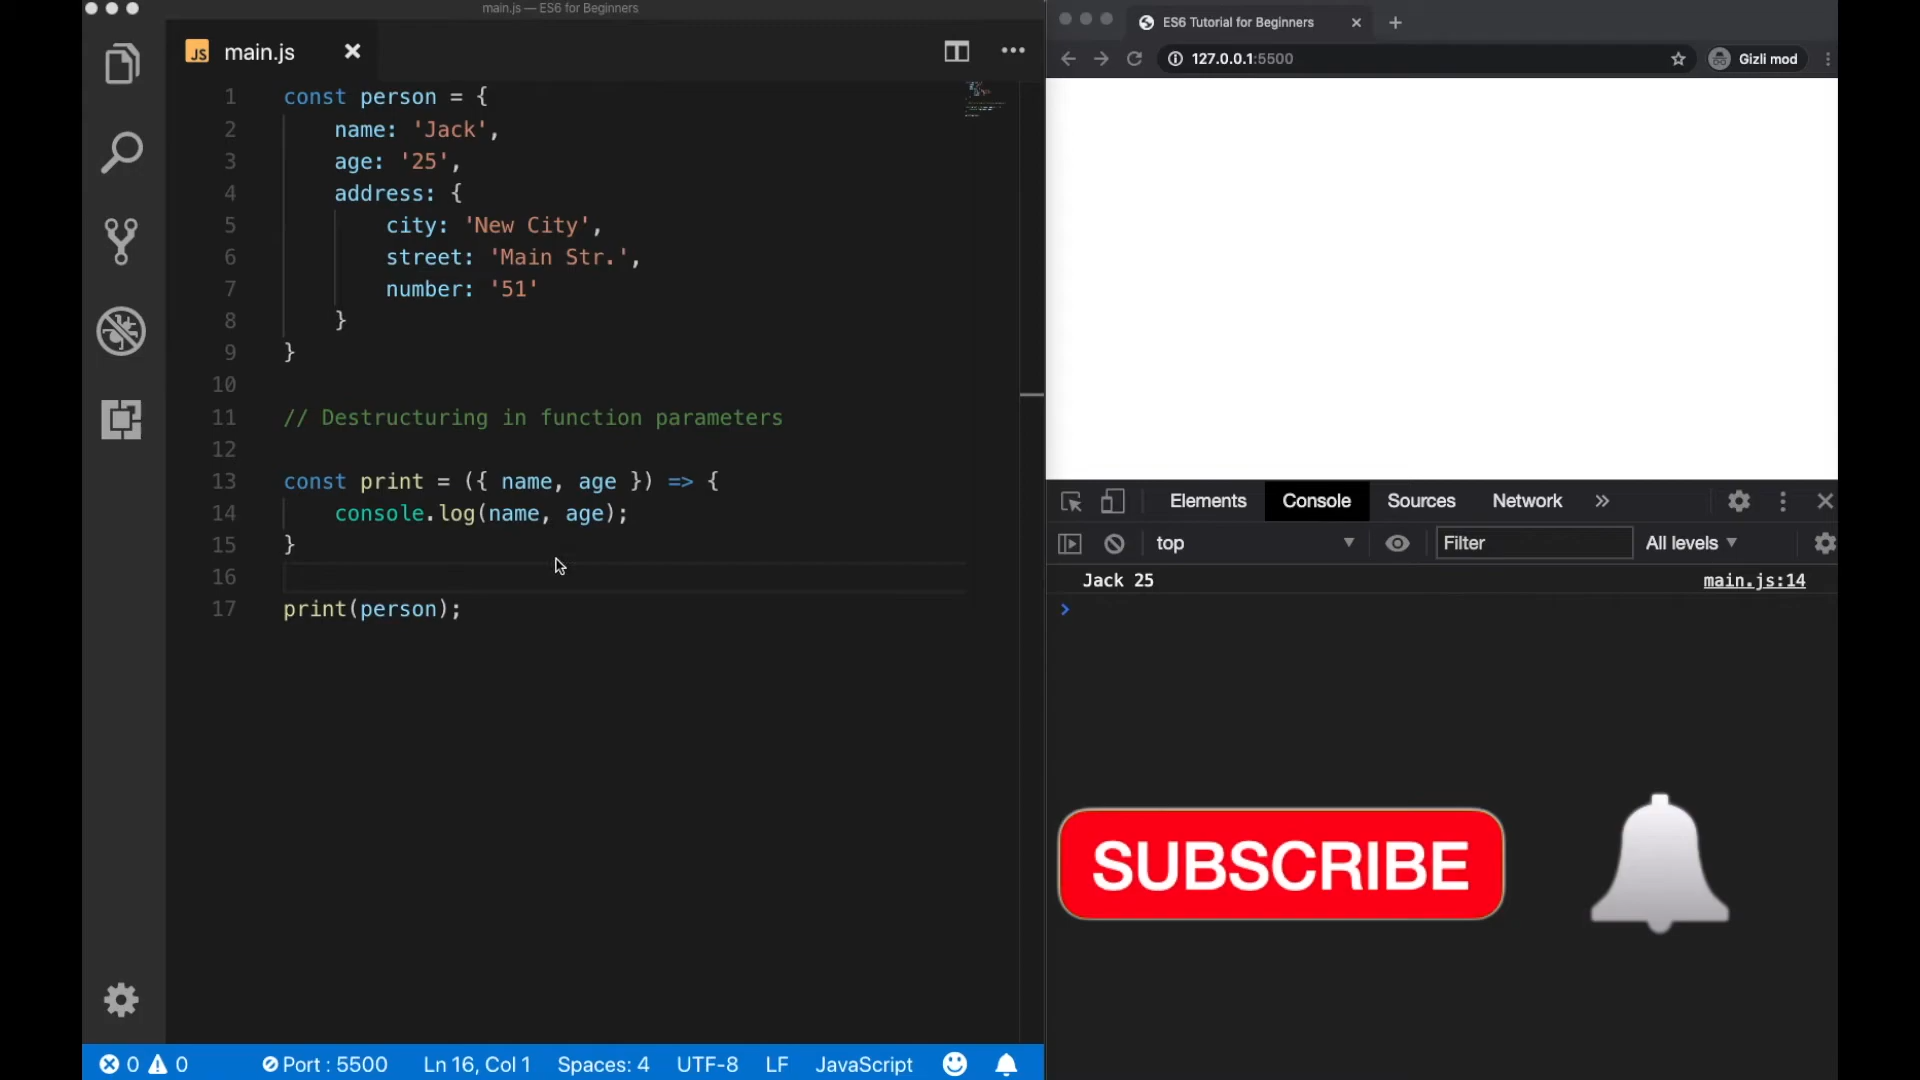 main.js — ES6 for Beginners
JS main.js
1 const person = {
2 name: 'Jack',
3 age: '25',
4 address: {
5 city: 'New City',
6 street: 'Main Str.',
7 number: '51'
8 }
9 }
10
11 // Destructuring in function parameters
12
13 const print = ({ name, age }) => {
14 console.log(name, age);
15 }
16
17 print(person);
0 0 Port : 5500 Ln 16, Col 1 Spaces: 4 UTF-8 LF JavaScript
ES6 Tutorial for Beginners
127.0.0.1:5500 Gizli mod
Elements Console Sources Network »
top Filter All levels
Jack 25 main.js:14
SUBSCRIBE